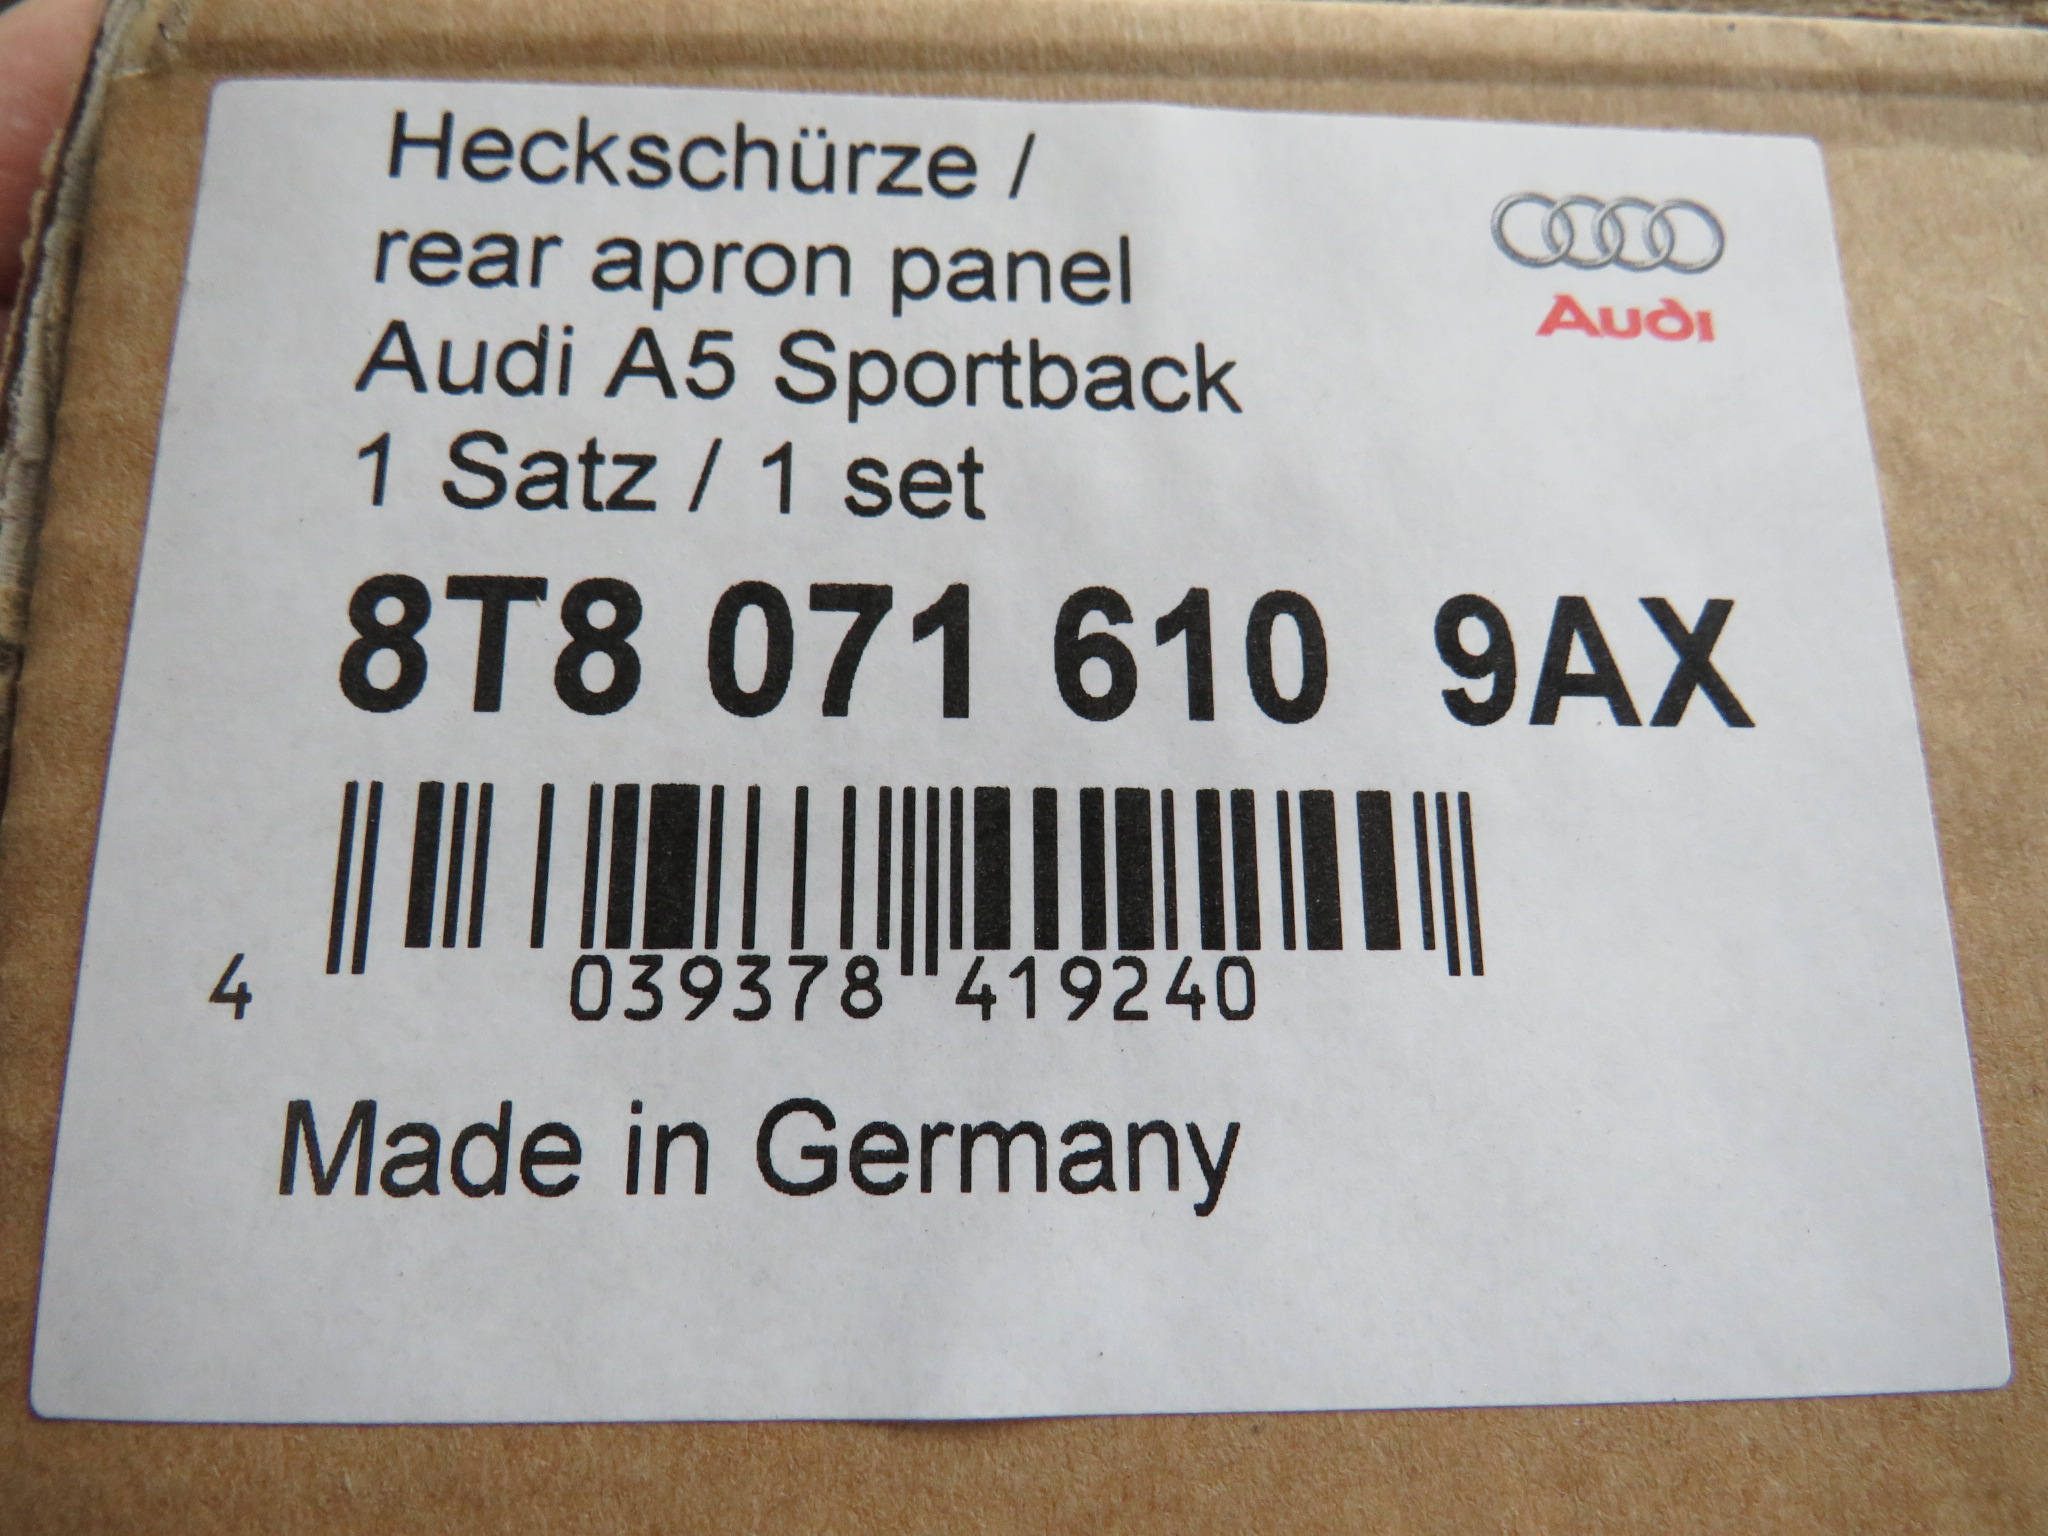 Heckschürze /
rear apron panel
Audi A5 Sportback
1 Satz / 1 set
Audi
8T8 071 610 9AX
4 039378 419240
Made in Germany